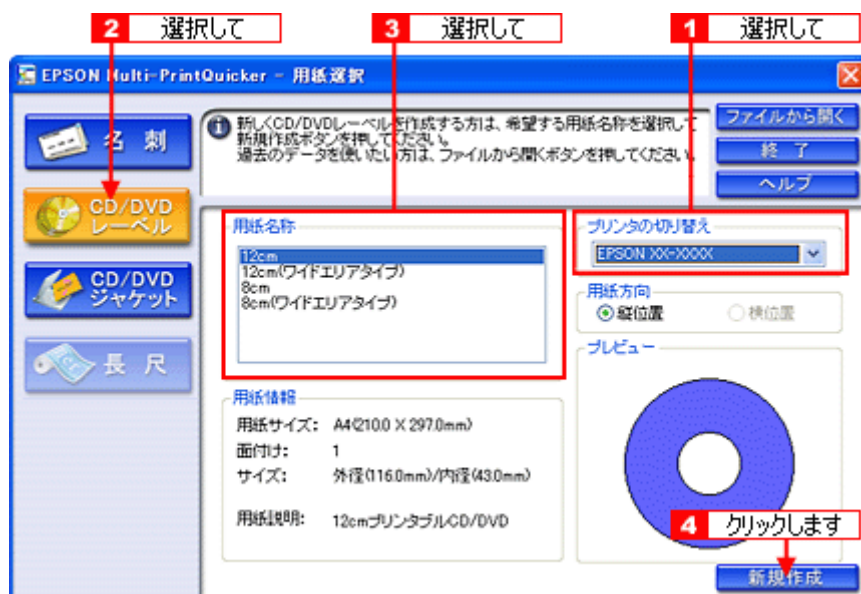 2 選択して
3 選択して
1 選択して
EPSON Multi-PrintQuicker - 用紙選択
名 刺
CD/DVD
レーベル
CD/DVD
ジャケット
長 尺
新しくCD/DVDレーベルを作成する方は、希望する用紙名称を選択して
新規作成ボタンを押してください。
過去のデータを使いたい方は、ファイルから開くボタンを押してください。
ファイルから開く
終 了
ヘルプ
用紙名称
12cm
12cm(ワイドエリアタイプ)
8cm
8cm(ワイドエリアタイプ)
プリンタの切り替え
EPSON XX-XXXX
用紙方向
縦位置
横位置
プレビュー
用紙情報
用紙サイズ: A4(210.0 X 297.0mm)
面付け: 1
サイズ: 外径(116.0mm)/内径(43.0mm)
用紙説明: 12cmプリンタブルCD/DVD
4 クリックします
新規作成